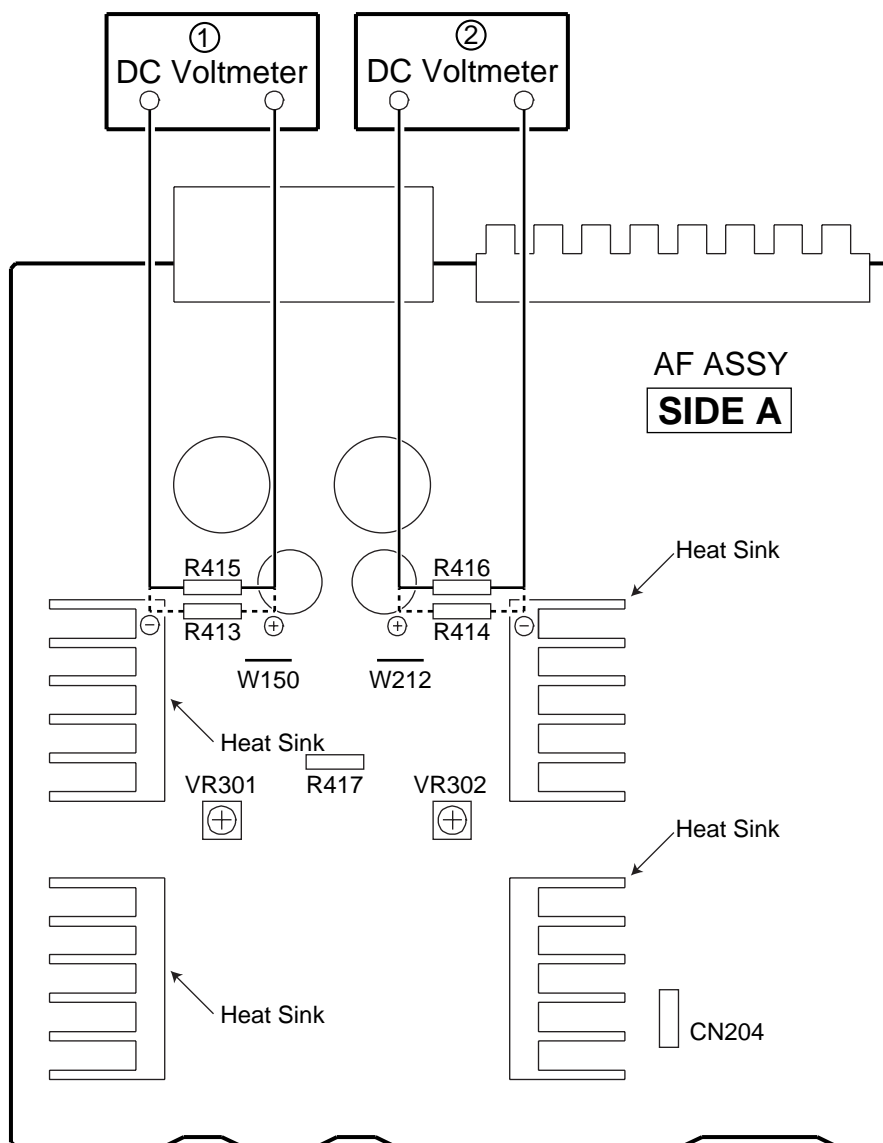 ①
DC Voltmeter
②
DC Voltmeter
AF ASSY
SIDE A
Heat Sink
R415
R416
R413
R414
− + + −
W150
W212
Heat Sink
VR301
R417
VR302
Heat Sink
Heat Sink
CN204